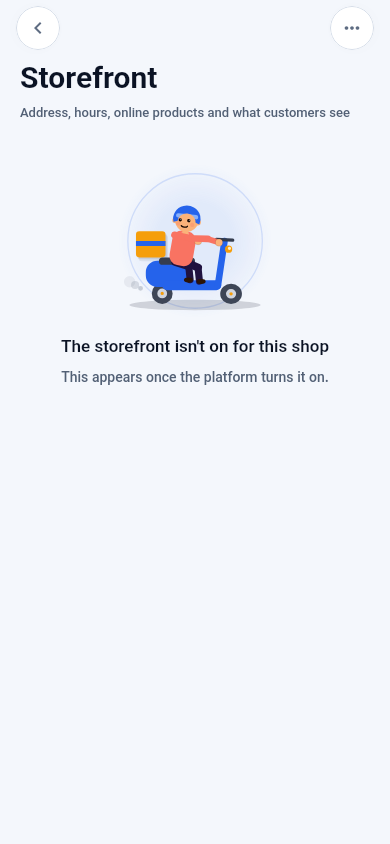 Storefront
Address, hours, online products and what customers see
The storefront isn't on for this shop
This appears once the platform turns it on.